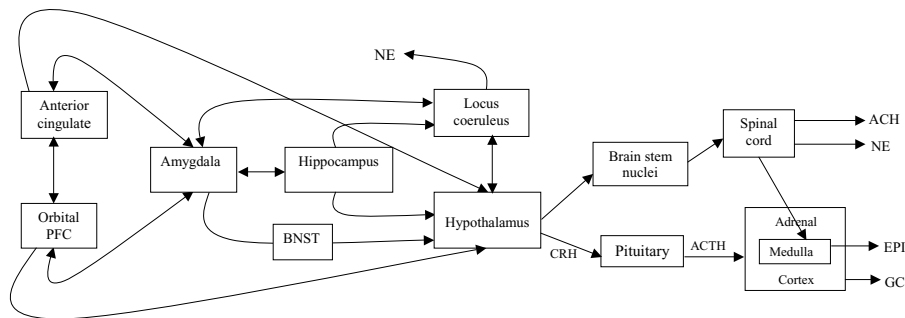 NE
Anterior
cingulate
Locus
coeruleus
Spinal
cord
ACH
NE
Amygdala
Hippocampus
Brain stem
nuclei
Orbital
PFC
BNST
Hypothalamus
CRH
Pituitary
ACTH
Adrenal
Medulla
Cortex
EPI
GC